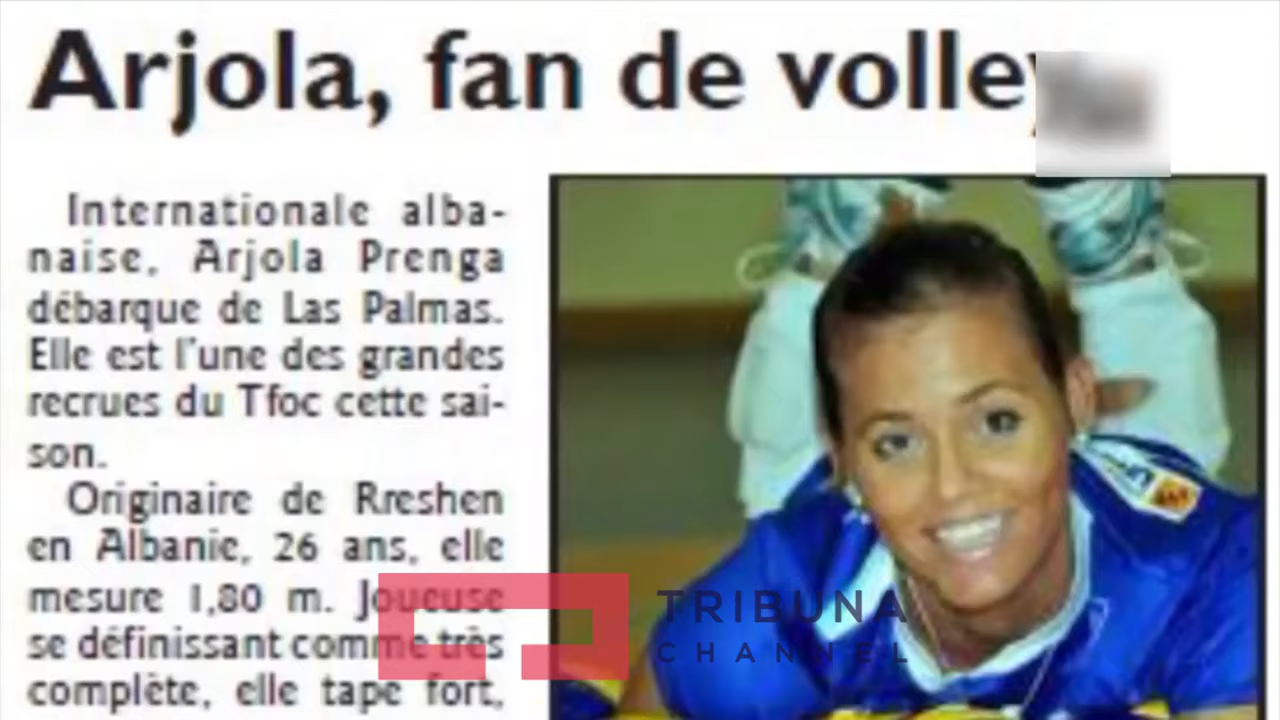 Arjola, fan de volley
Internationale alba-
naise, Arjola Prenga
débarque de Las Palmas.
Elle est l'une des grandes
recrues du Tfoc cette sai-
son.
Originaire de Rreshen
en Albanie, 26 ans, elle
mesure 1,80 m. Joueuse
se définissant comme très
complète, elle tape fort,
TRIBUNA
CHANNEL